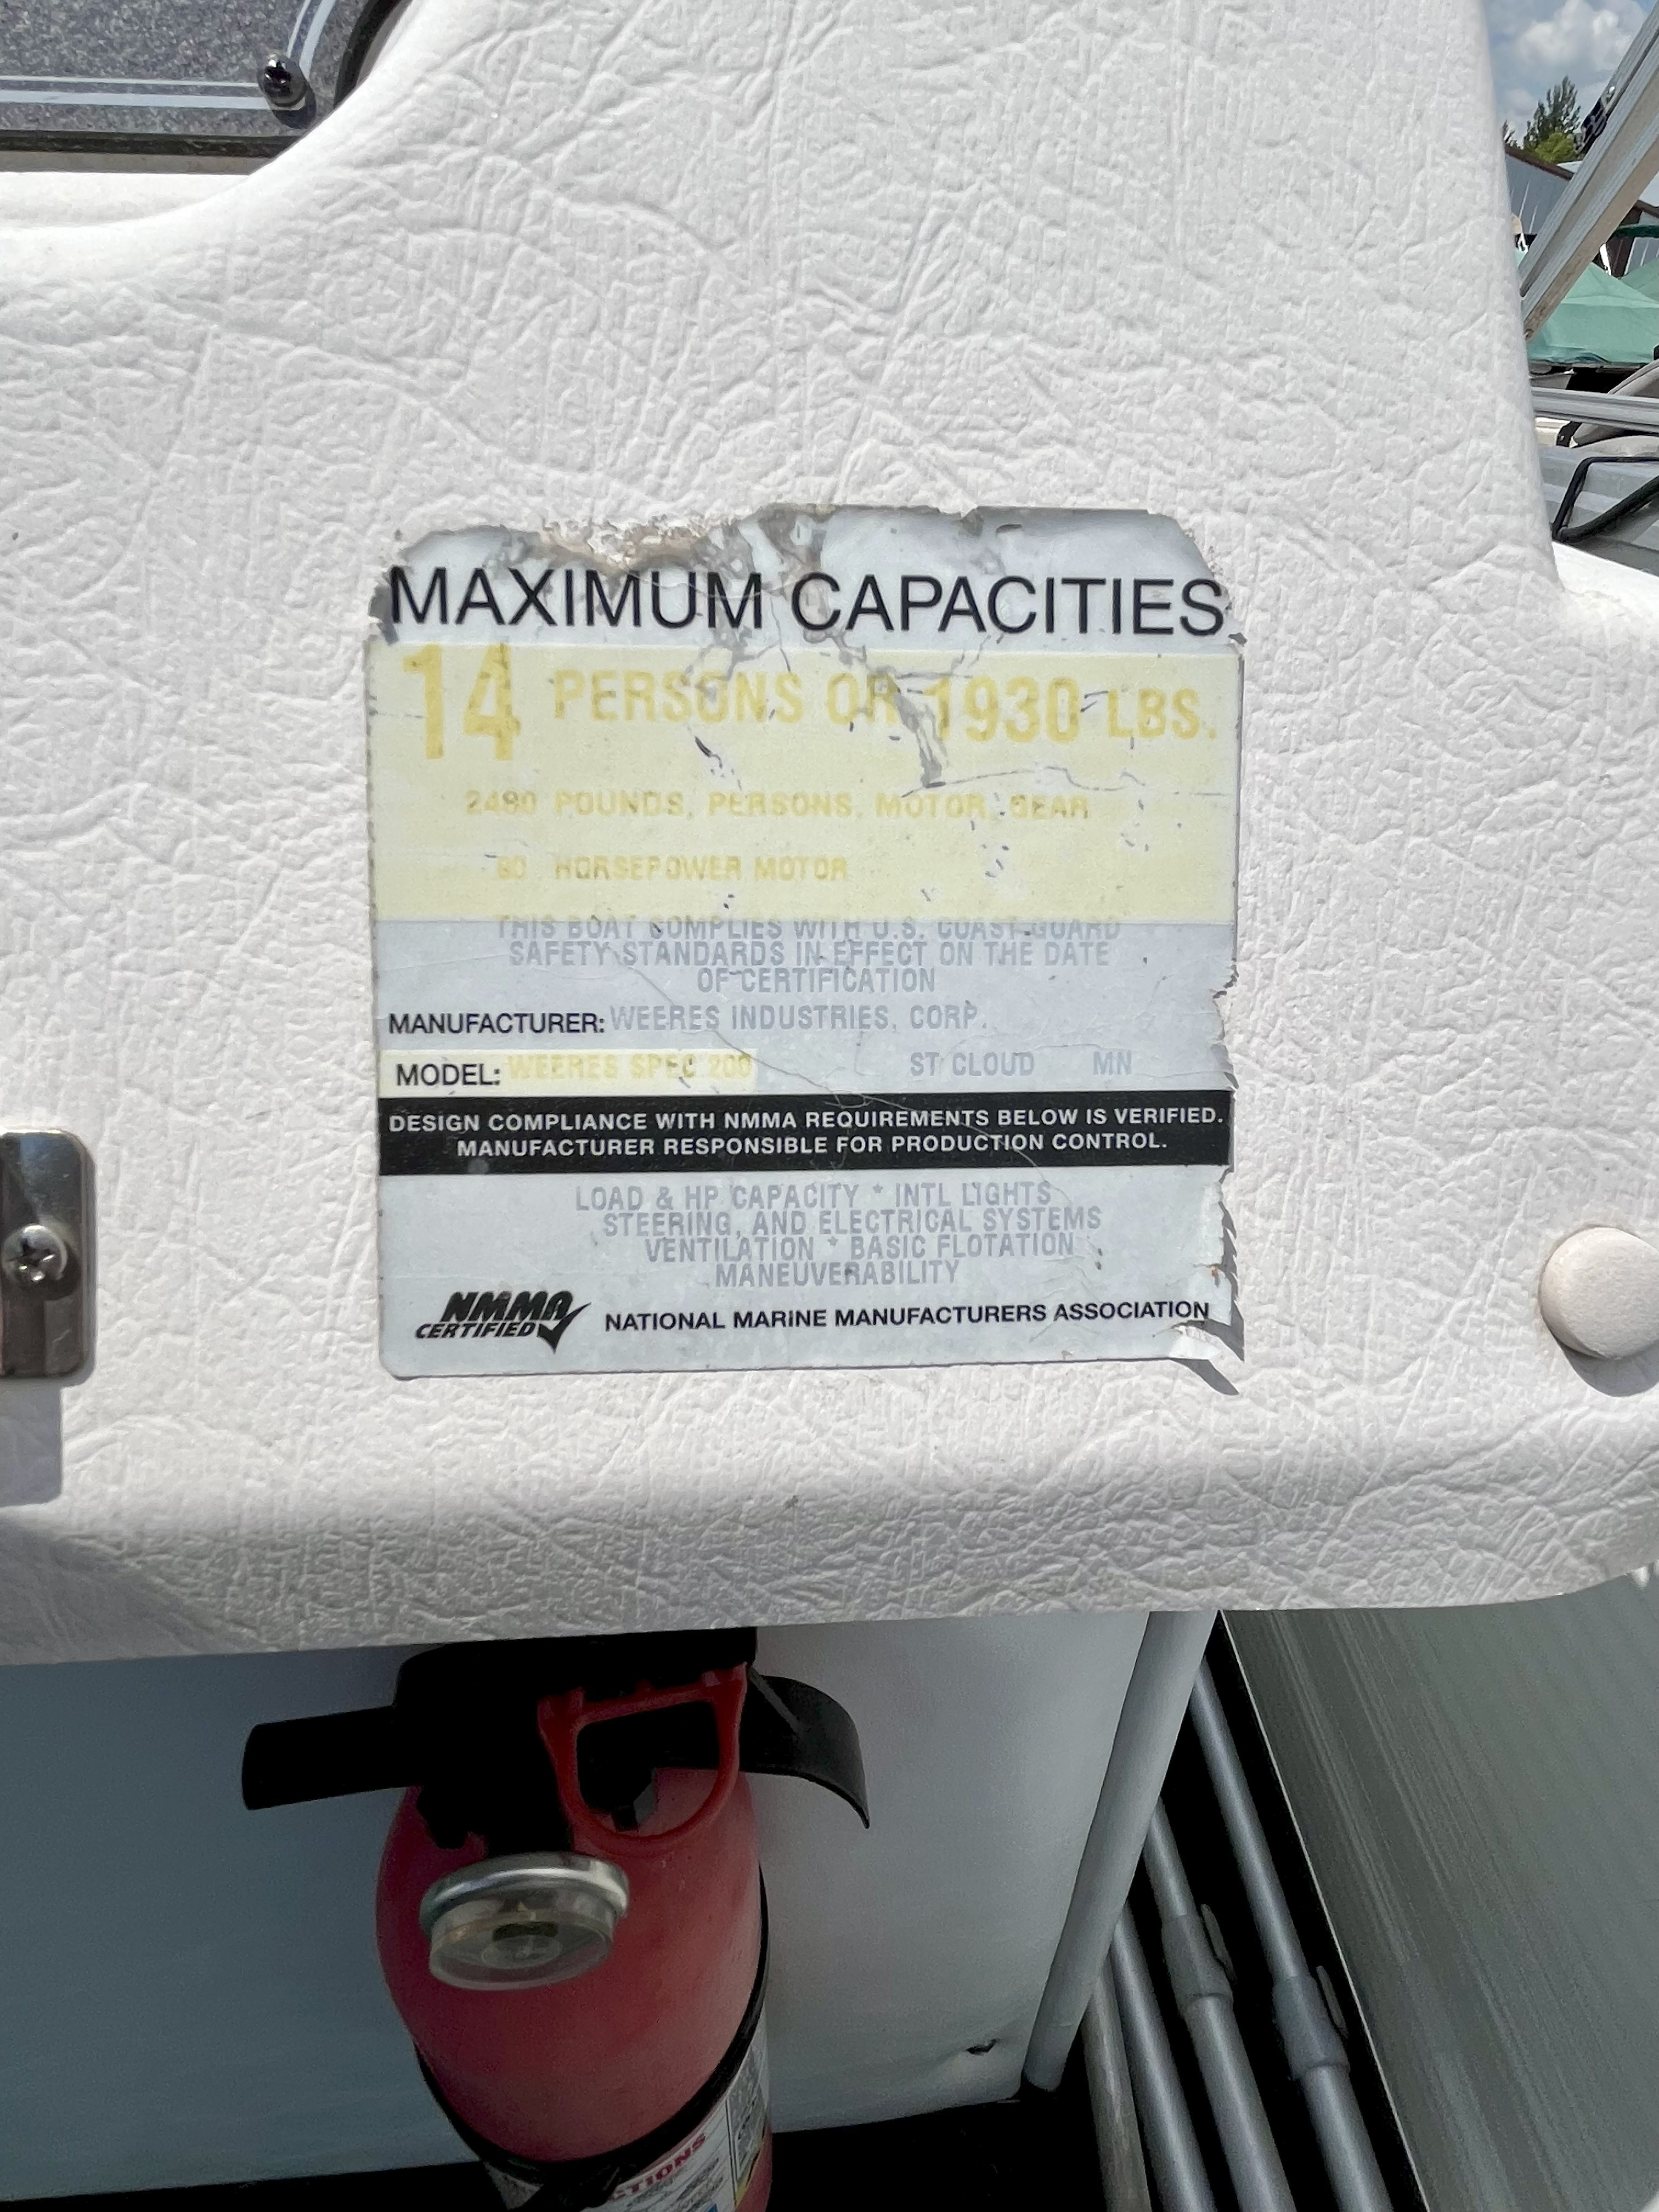 MAXIMUM CAPACITIES
14 PERSONS OR 1930 LBS.
2480 POUNDS, PERSONS, MOTOR, GEAR
HORSEPOWER MOTOR
THIS BOAT COMPLIES WITH U.S. COAST GUARD
SAFETY STANDARDS IN EFFECT ON THE DATE
OF CERTIFICATION
MANUFACTURER: WEERES INDUSTRIES, CORP.
MODEL: WEERES SPEC 200 ST CLOUD MN
DESIGN COMPLIANCE WITH NMMA REQUIREMENTS BELOW IS VERIFIED.
MANUFACTURER RESPONSIBLE FOR PRODUCTION CONTROL.
LOAD & HP CAPACITY * INTL LIGHTS
STEERING, AND ELECTRICAL SYSTEMS
VENTILATION * BASIC FLOTATION
MANEUVERABILITY
NMMA
CERTIFIED
NATIONAL MARINE MANUFACTURERS ASSOCIATION